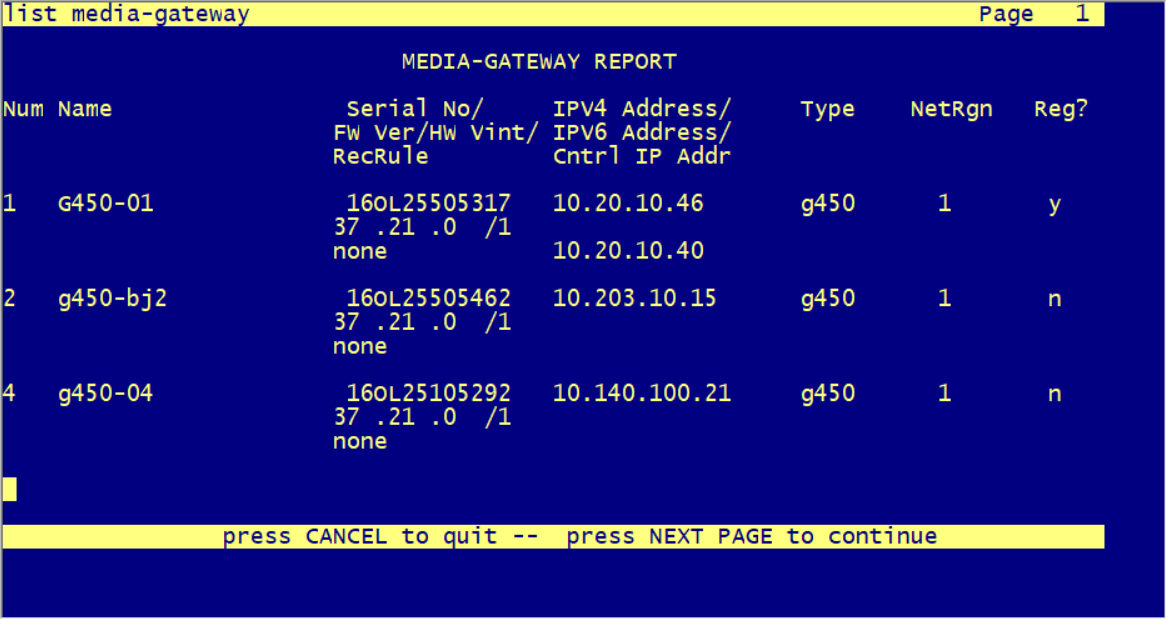 list media-gateway Page 1
MEDIA-GATEWAY REPORT
Num Name Serial No/ IPV4 Address/ Type NetRgn Reg?
FW Ver/HW Vint/ IPV6 Address/
RecRule Cntrl IP Addr
1 G450-01 16OL25505317 10.20.10.46 g450 1 y
37 .21 .0 /1
none 10.20.10.40
2 g450-bj2 16OL25505462 10.203.10.15 g450 1 n
37 .21 .0 /1
none
4 g450-04 16OL25105292 10.140.100.21 g450 1 n
37 .21 .0 /1
none
press CANCEL to quit -- press NEXT PAGE to continue